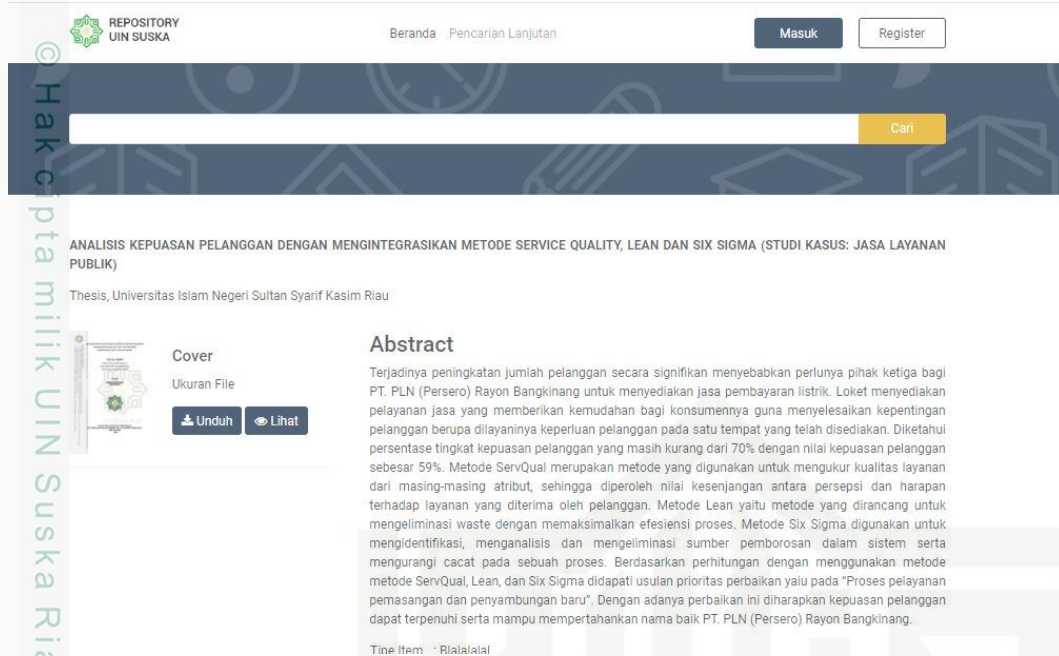 REPOSITORY
UIN SUSKA
Beranda Pencarian Lanjutan
Masuk
Register
Cari
© Hak cipta milik UIN Suska Ria
ANALISIS KEPUASAN PELANGGAN DENGAN MENGINTEGRASIKAN METODE SERVICE QUALITY, LEAN DAN SIX SIGMA (STUDI KASUS: JASA LAYANAN
PUBLIK)
Thesis, Universitas Islam Negeri Sultan Syarif Kasim Riau
Cover
Ukuran File
Unduh
Lihat
Abstract
Terjadinya peningkatan jumlah pelanggan secara signifikan menyebabkan perlunya pihak ketiga bagi
PT. PLN (Persero) Rayon Bangkinang untuk menyediakan jasa pembayaran listrik. Loket menyediakan
pelayanan jasa yang memberikan kemudahan bagi konsumennya guna menyelesaikan kepentingan
pelanggan berupa dilayaninya keperluan pelanggan pada satu tempat yang telah disediakan. Diketahui
persentase tingkat kepuasan pelanggan yang masih kurang dari 70% dengan nilai kepuasan pelanggan
sebesar 59%. Metode ServQual merupakan metode yang digunakan untuk mengukur kualitas layanan
dari masing-masing atribut, sehingga diperoleh nilai kesenjangan antara persepsi dan harapan
terhadap layanan yang diterima oleh pelanggan. Metode Lean yaitu metode yang dirancang untuk
mengeliminasi waste dengan memaksimalkan efesiensi proses. Metode Six Sigma digunakan untuk
mengidentifikasi, menganalisis dan mengeliminasi sumber pemborosan dalam sistem serta
mengurangi cacat pada sebuah proses. Berdasarkan perhitungan dengan menggunakan metode
metode ServQual, Lean, dan Six Sigma didapati usulan prioritas perbaikan yaiu pada "Proses pelayanan
pemasangan dan penyambungan baru". Dengan adanya perbaikan ini diharapkan kepuasan pelanggan
dapat terpenuhi serta mampu mempertahankan nama baik PT. PLN (Persero) Rayon Bangkinang.
Tipe Item : Blalalalal